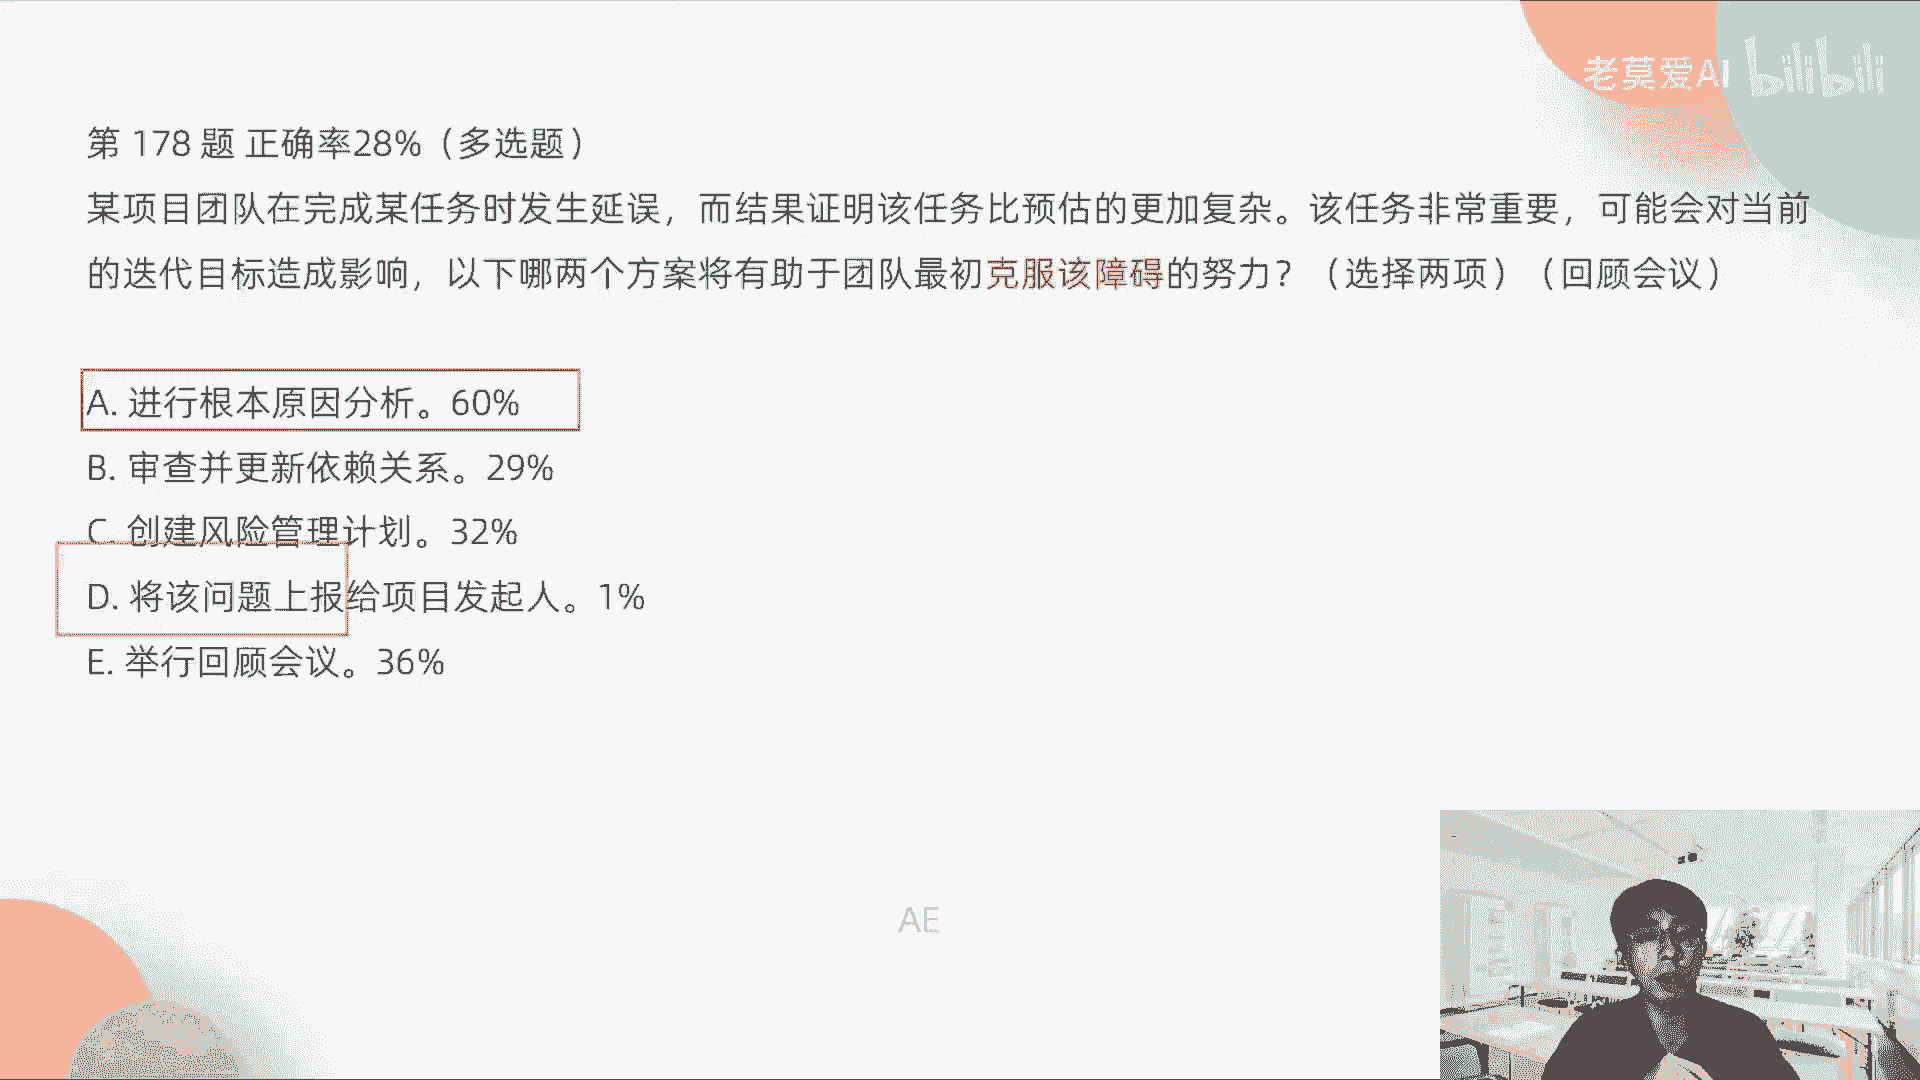 老莫爱AI bilibili
第 178 题 正确率28%（多选题）
某项目团队在完成某任务时发生延误，而结果证明该任务比预估的更加复杂。该任务非常重要，可能会对当前
的迭代目标造成影响，以下哪两个方案将有助于团队最初克服该障碍的努力？（选择两项）（回顾会议）
A. 进行根本原因分析。60%
B. 审查并更新依赖关系。29%
C. 创建风险管理计划。32%
D. 将该问题上报给项目发起人。1%
E. 举行回顾会议。36%
AE